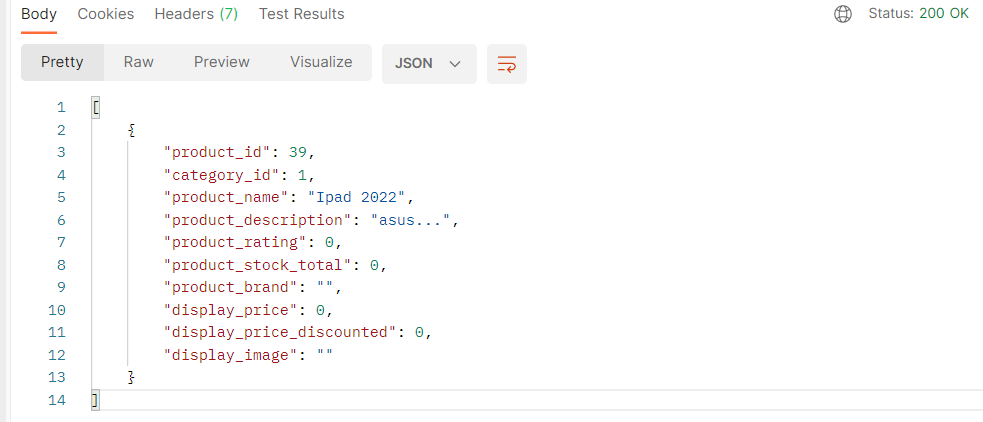 Body Cookies Headers (7) Test Results Status: 200 OK
Pretty Raw Preview Visualize JSON
1 [
2 {
3 "product_id": 39,
4 "category_id": 1,
5 "product_name": "Ipad 2022",
6 "product_description": "asus...",
7 "product_rating": 0,
8 "product_stock_total": 0,
9 "product_brand": "",
10 "display_price": 0,
11 "display_price_discounted": 0,
12 "display_image": ""
13 }
14 ]